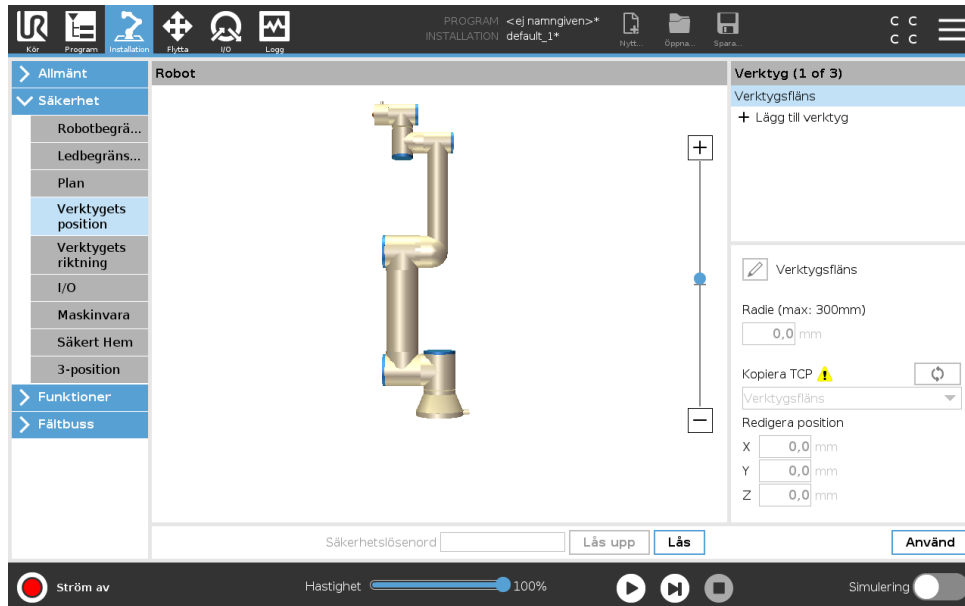 UR
PROGRAM <ej namngiven>*
INSTALLATION default_1*
Kör
Program
Installation
Flytta
I/O
Logg
Nytt...
Öppna...
Spara...
C C
C C
Allmänt
Säkerhet
Robotbegrä...
Ledbegräns...
Plan
Verktygets
position
Verktygets
riktning
I/O
Maskinvara
Säkert Hem
3-position
Funktioner
Fältbuss
Robot
Verktyg (1 of 3)
Verktygsfläns
+ Lägg till verktyg
Verktygsfläns
Radie (max: 300mm)
0,0 mm
Kopiera TCP
Verktygsfläns
Redigera position
X 0,0 mm
Y 0,0 mm
Z 0,0 mm
Säkerhetslösenord
Lås upp
Lås
Använd
Ström av
Hastighet
100%
Simulering